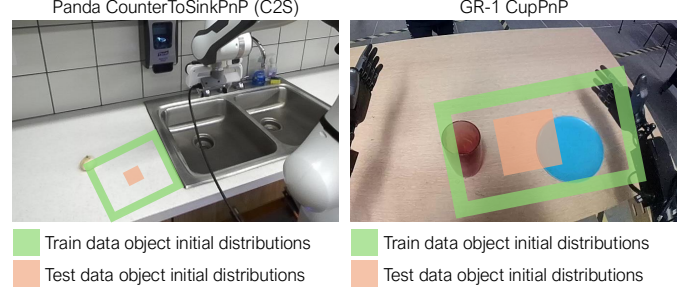 Panda CounterToSinkPnP (C2S)
GR-1 CupPnP
Train data object initial distributions
Train data object initial distributions
Test data object initial distributions
Test data object initial distributions